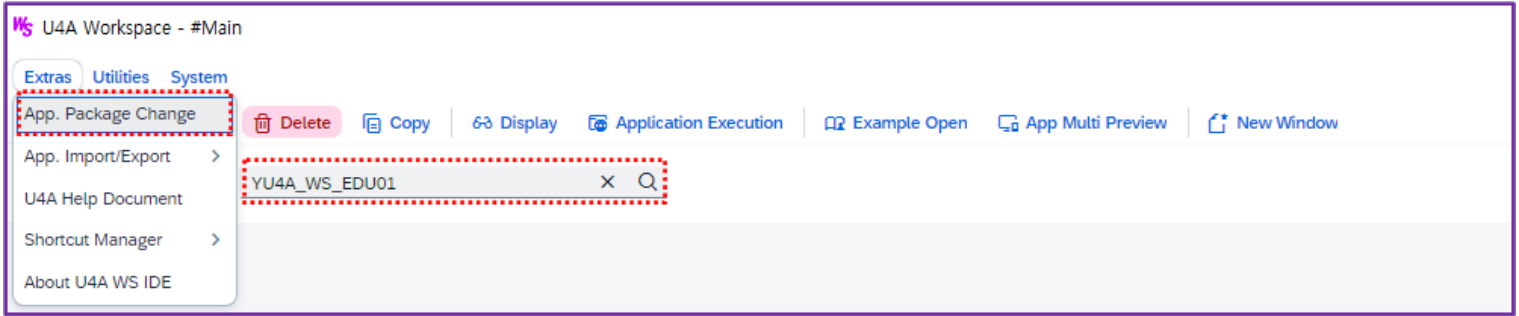 WS U4A Workspace - #Main
Extras Utilities System
App. Package Change
Delete Copy Display Application Execution Example Open App Multi Preview New Window
App. Import/Export
YU4A_WS_EDU01
U4A Help Document
Shortcut Manager
About U4A WS IDE